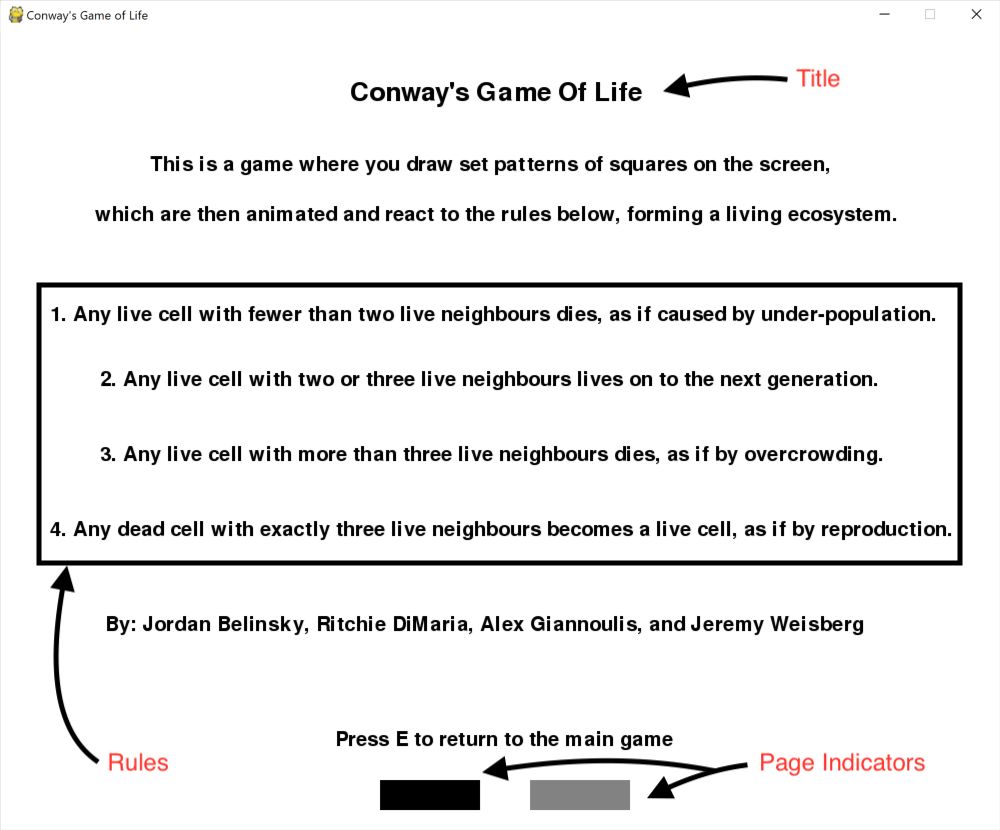 Conway's Game of Life
Conway's Game Of Life
Title
This is a game where you draw set patterns of squares on the screen,
which are then animated and react to the rules below, forming a living ecosystem.
1. Any live cell with fewer than two live neighbours dies, as if caused by under-population.
2. Any live cell with two or three live neighbours lives on to the next generation.
3. Any live cell with more than three live neighbours dies, as if by overcrowding.
4. Any dead cell with exactly three live neighbours becomes a live cell, as if by reproduction.
By: Jordan Belinsky, Ritchie DiMaria, Alex Giannoulis, and Jeremy Weisberg
Press E to return to the main game
Rules
Page Indicators